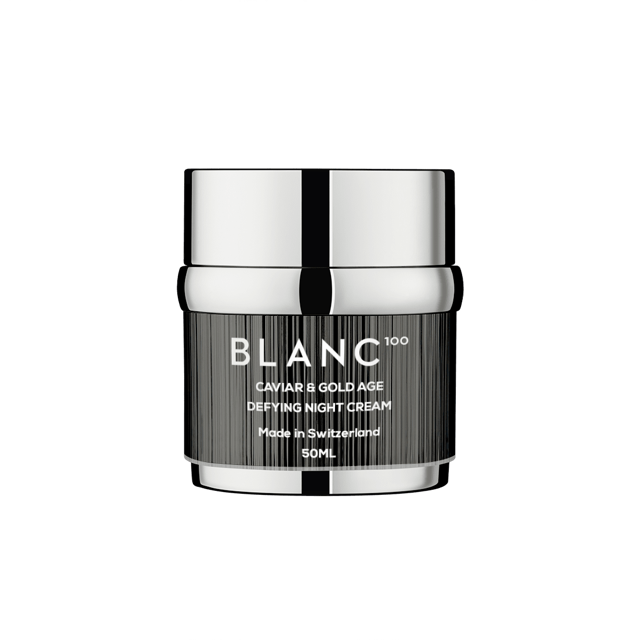 BLANC¹⁰⁰
CAVIAR & GOLD AGE
DEFYING NIGHT CREAM
Made in Switzerland
50ML